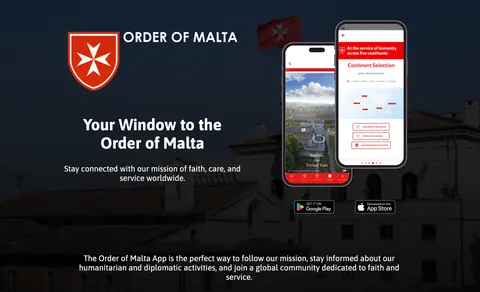 ORDER OF MALTA
At the service of humanity
across five continents
Continent Selection
Your Window to the
Order of Malta
Stay connected with our mission of faith, care, and
service worldwide.
Virtual Tour
GET IT ON
Google Play
Download on the
App Store
The Order of Malta App is the perfect way to follow our mission, stay informed about our
humanitarian and diplomatic activities, and join a global community dedicated to faith and
service.